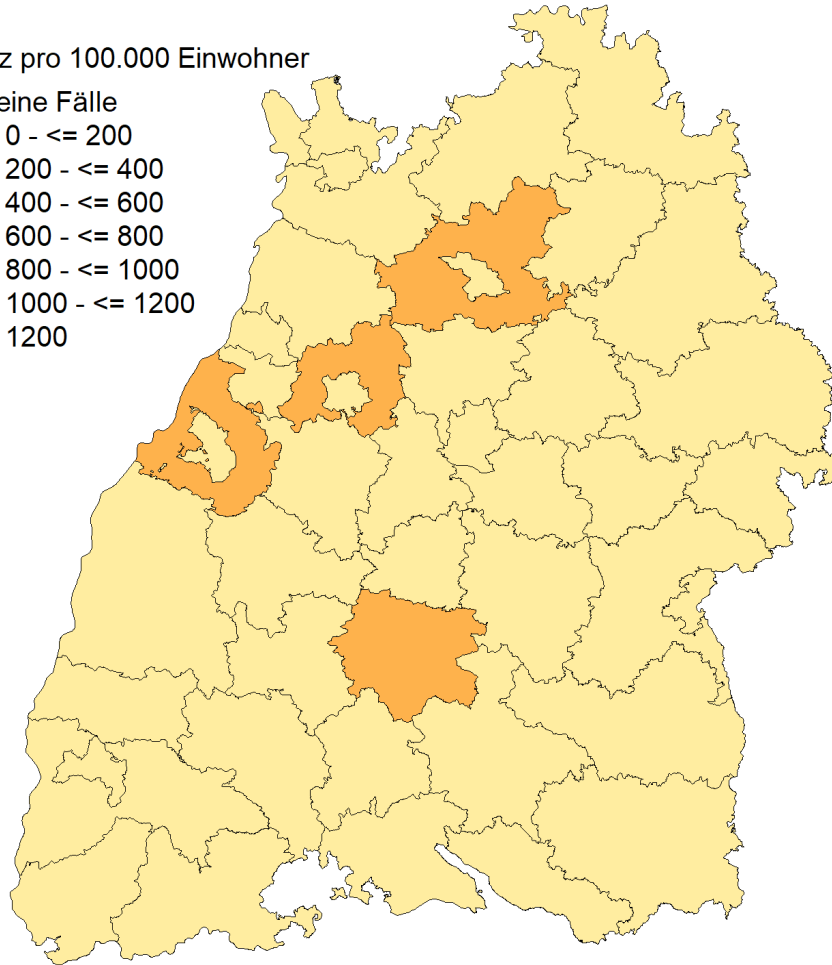 z pro 100.000 Einwohner
eine Fälle
0 - <= 200
200 - <= 400
400 - <= 600
600 - <= 800
800 - <= 1000
1000 - <= 1200
1200